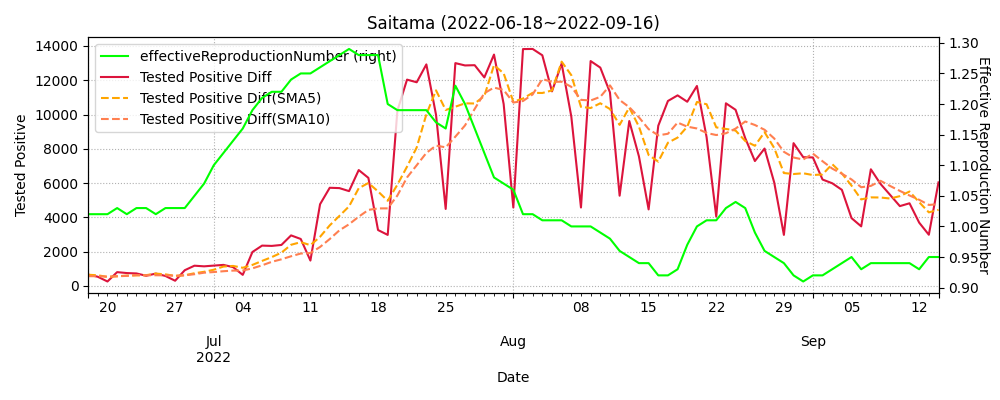 Saitama (2022-06-18~2022-09-16)
effectiveReproductionNumber (right)
Tested Positive Diff
Tested Positive Diff(SMA5)
Tested Positive Diff(SMA10)
Tested Positive
14000
12000
10000
8000
6000
4000
2000
0
1.30
1.25
1.20
1.15
1.10
1.05
1.00
0.95
0.90
Effective Reproduction Number
20 27 04 11 18 25 08 15 22 29 05 12
Jul Aug Sep
2022
Date